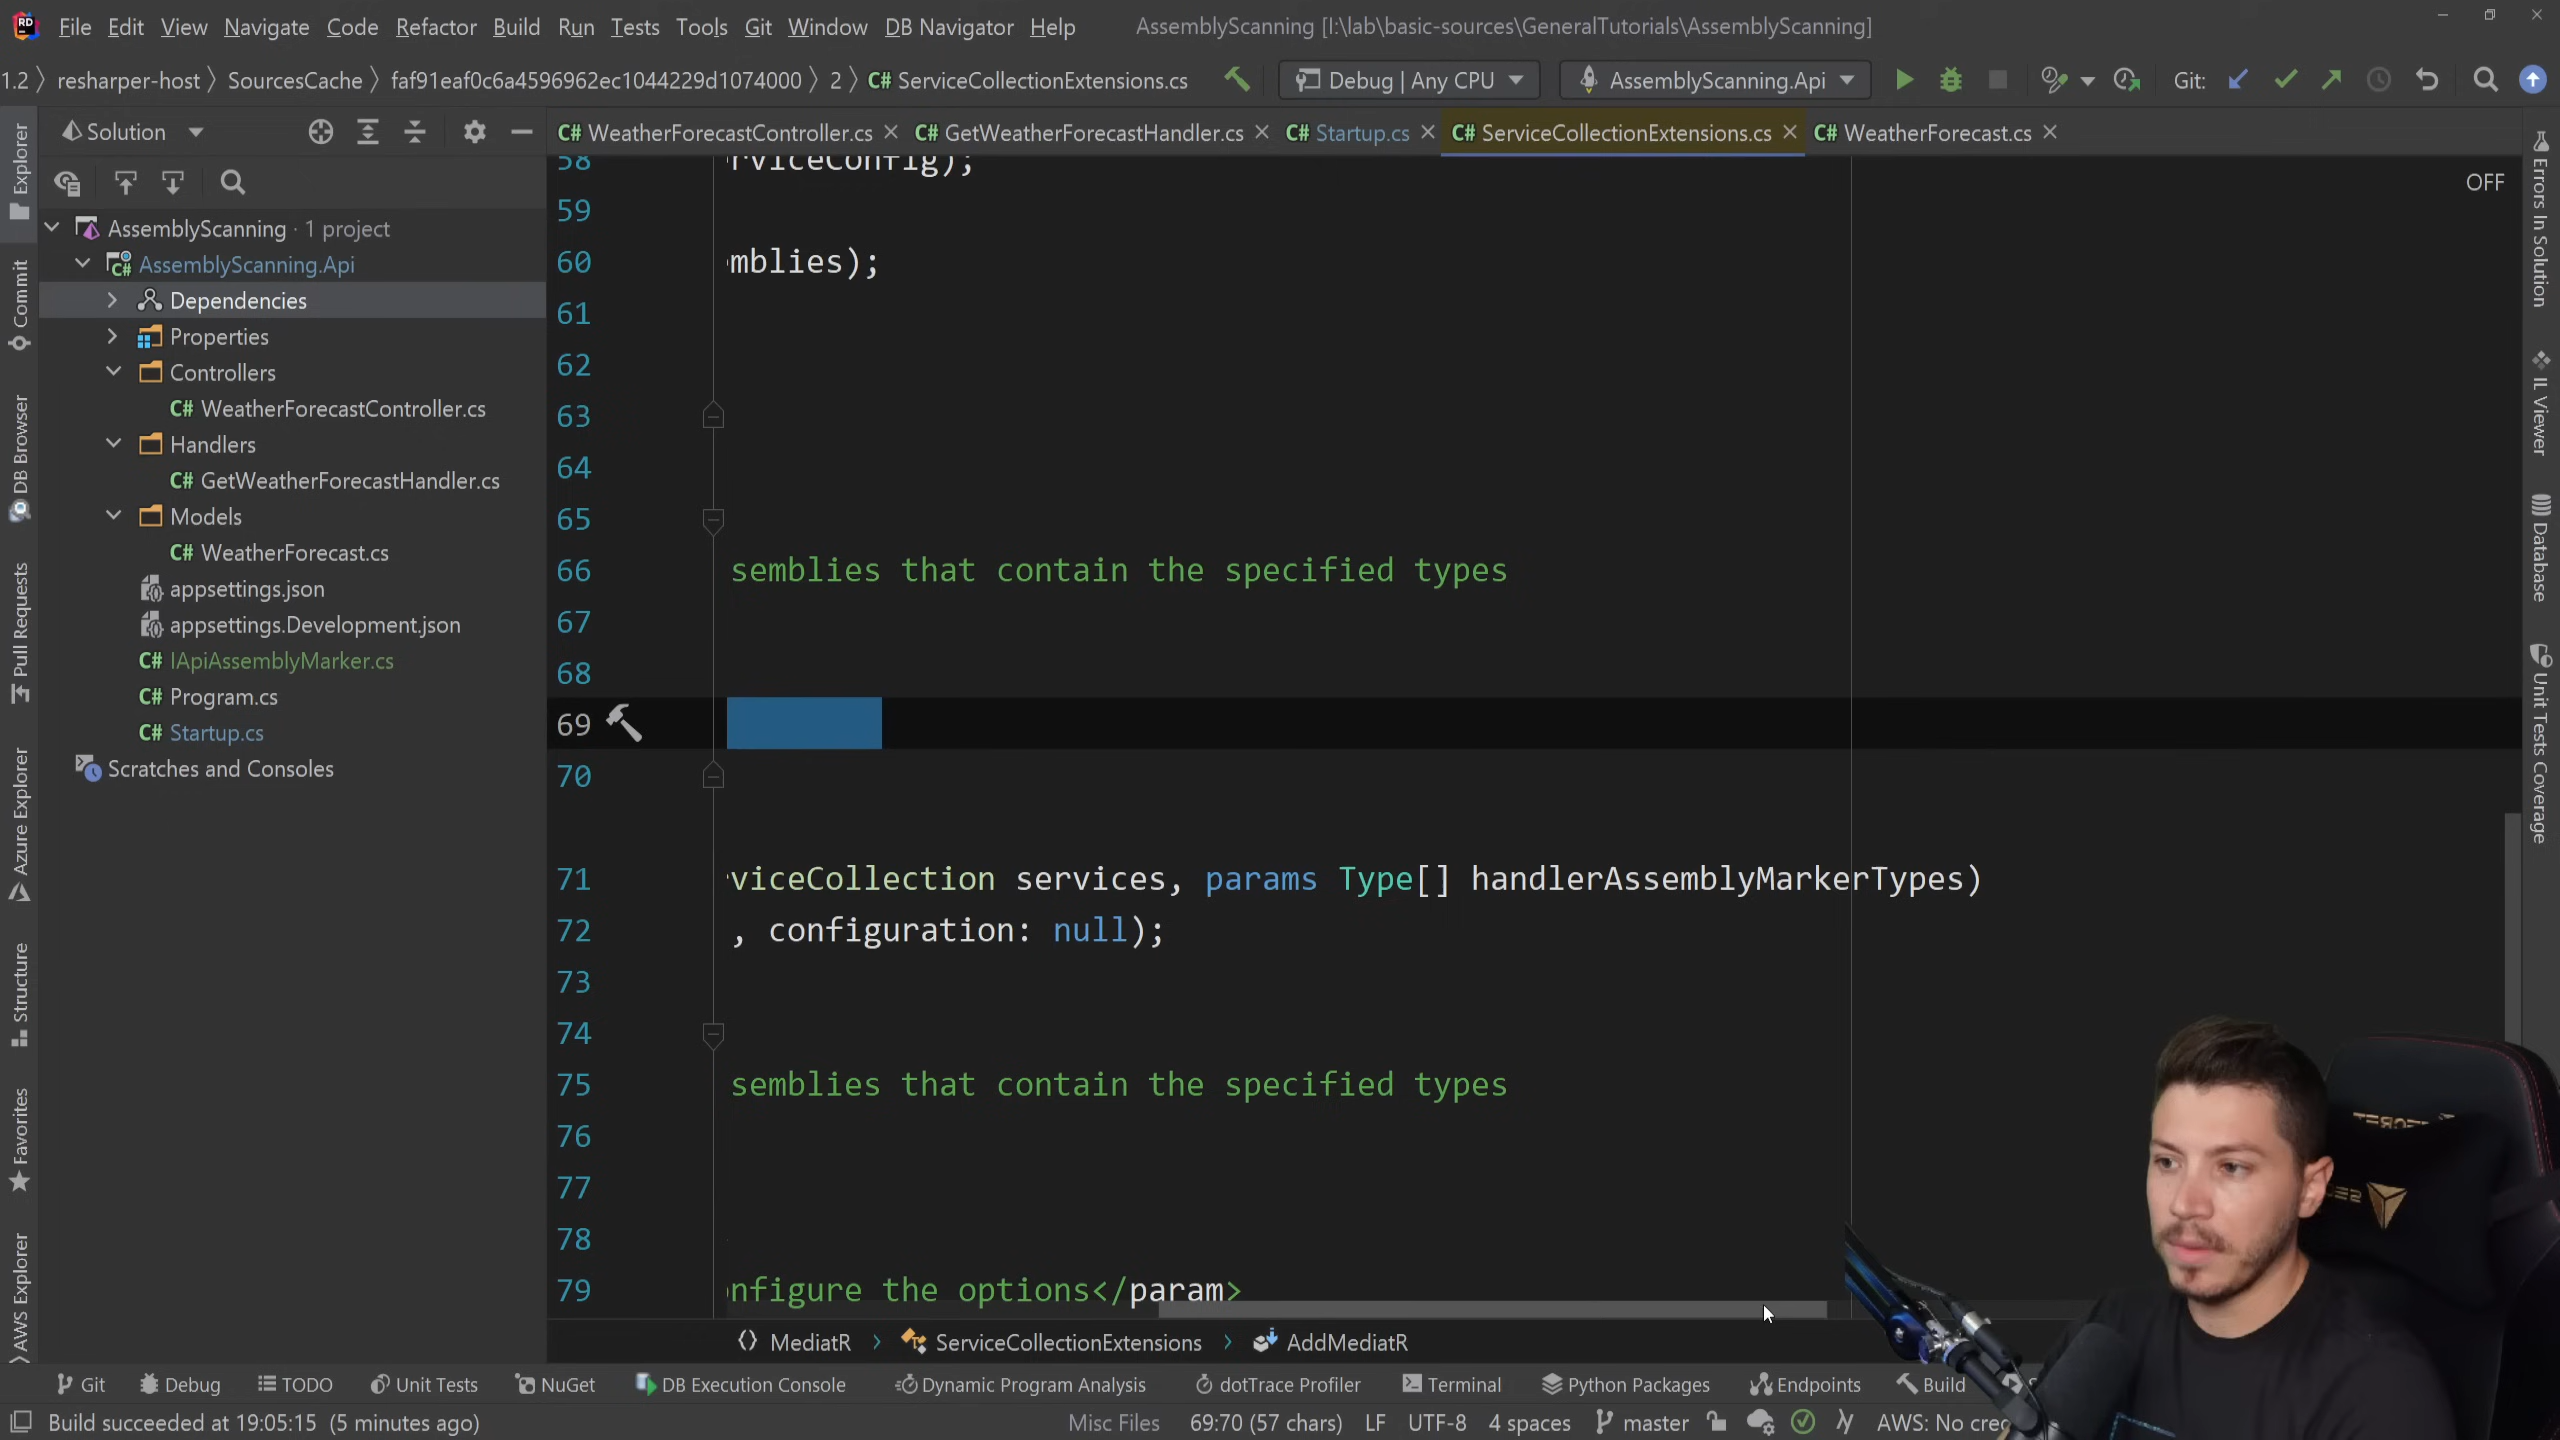 File Edit View Navigate Code Refactor Build Run Tests Tools Git Window DB Navigator Help AssemblyScanning [I:\lab\basic-sources\GeneralTutorials\AssemblyScanning]
1.2 resharper-host SourcesCache faf91eaf0c6a4596962ec1044229d1074000 2 C# ServiceCollectionExtensions.cs Debug | Any CPU AssemblyScanning.Api Git:
Solution
C# WeatherForecastController.cs C# GetWeatherForecastHandler.cs C# Startup.cs C# ServiceCollectionExtensions.cs C# WeatherForecast.cs
OFF
AssemblyScanning · 1 project
AssemblyScanning.Api
Dependencies
Properties
Controllers
C# WeatherForecastController.cs
Handlers
C# GetWeatherForecastHandler.cs
Models
C# WeatherForecast.cs
appsettings.json
appsettings.Development.json
C# IApiAssemblyMarker.cs
C# Program.cs
C# Startup.cs
Scratches and Consoles
58 rviceConfig);
59
60 mblies);
61
62
63
64
65
66 semblies that contain the specified types
67
68
69
70
71 viceCollection services, params Type[] handlerAssemblyMarkerTypes)
72 , configuration: null);
73
74
75 semblies that contain the specified types
76
77
78
79 nfigure the options</param>
MediatR ServiceCollectionExtensions AddMediatR
Explorer
Commit
DB Browser
Pull Requests
Azure Explorer
Structure
Favorites
AWS Explorer
Errors In Solution
IL Viewer
Database
Unit Tests Coverage
Git Debug TODO Unit Tests NuGet DB Execution Console Dynamic Program Analysis dotTrace Profiler Terminal Python Packages Endpoints Build
Build succeeded at 19:05:15 (5 minutes ago) Misc Files 69:70 (57 chars) LF UTF-8 4 spaces master AWS: No cre